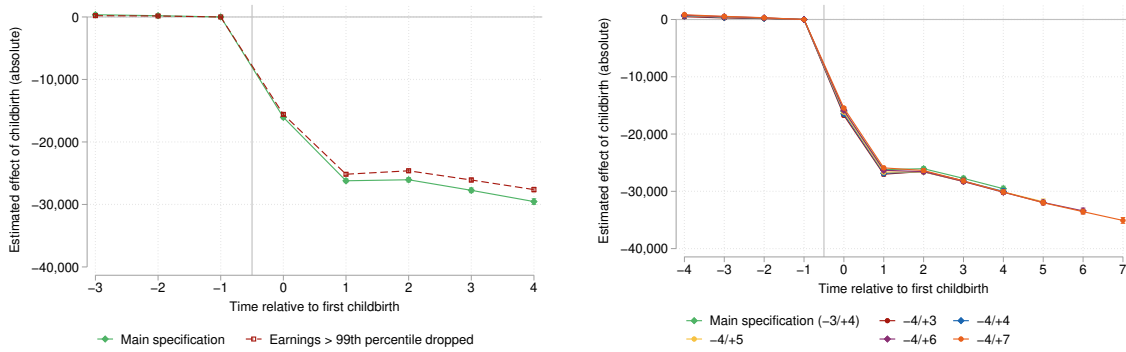 Estimated effect of childbirth (absolute)
0
−10,000
−20,000
−30,000
−40,000
−3 −2 −1 0 1 2 3 4
Time relative to first childbirth
Main specification Earnings > 99th percentile dropped
Estimated effect of childbirth (absolute)
0
−10,000
−20,000
−30,000
−40,000
−4 −3 −2 −1 0 1 2 3 4 5 6 7
Time relative to first childbirth
Main specification (−3/+4) −4/+3 −4/+4
−4/+5 −4/+6 −4/+7